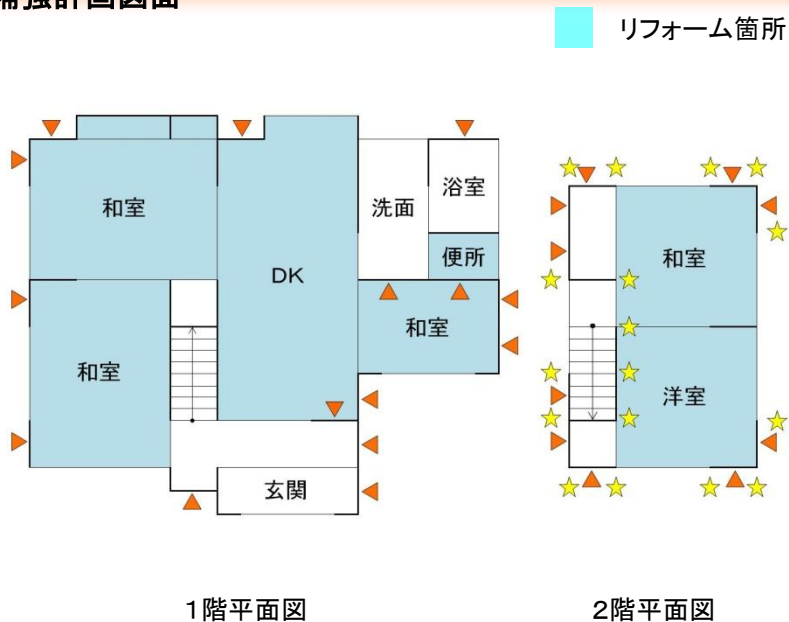 補強計画図面
リフォーム箇所
和室
DK
洗面
浴室
便所
和室
和室
玄関
和室
洋室
1階平面図
2階平面図